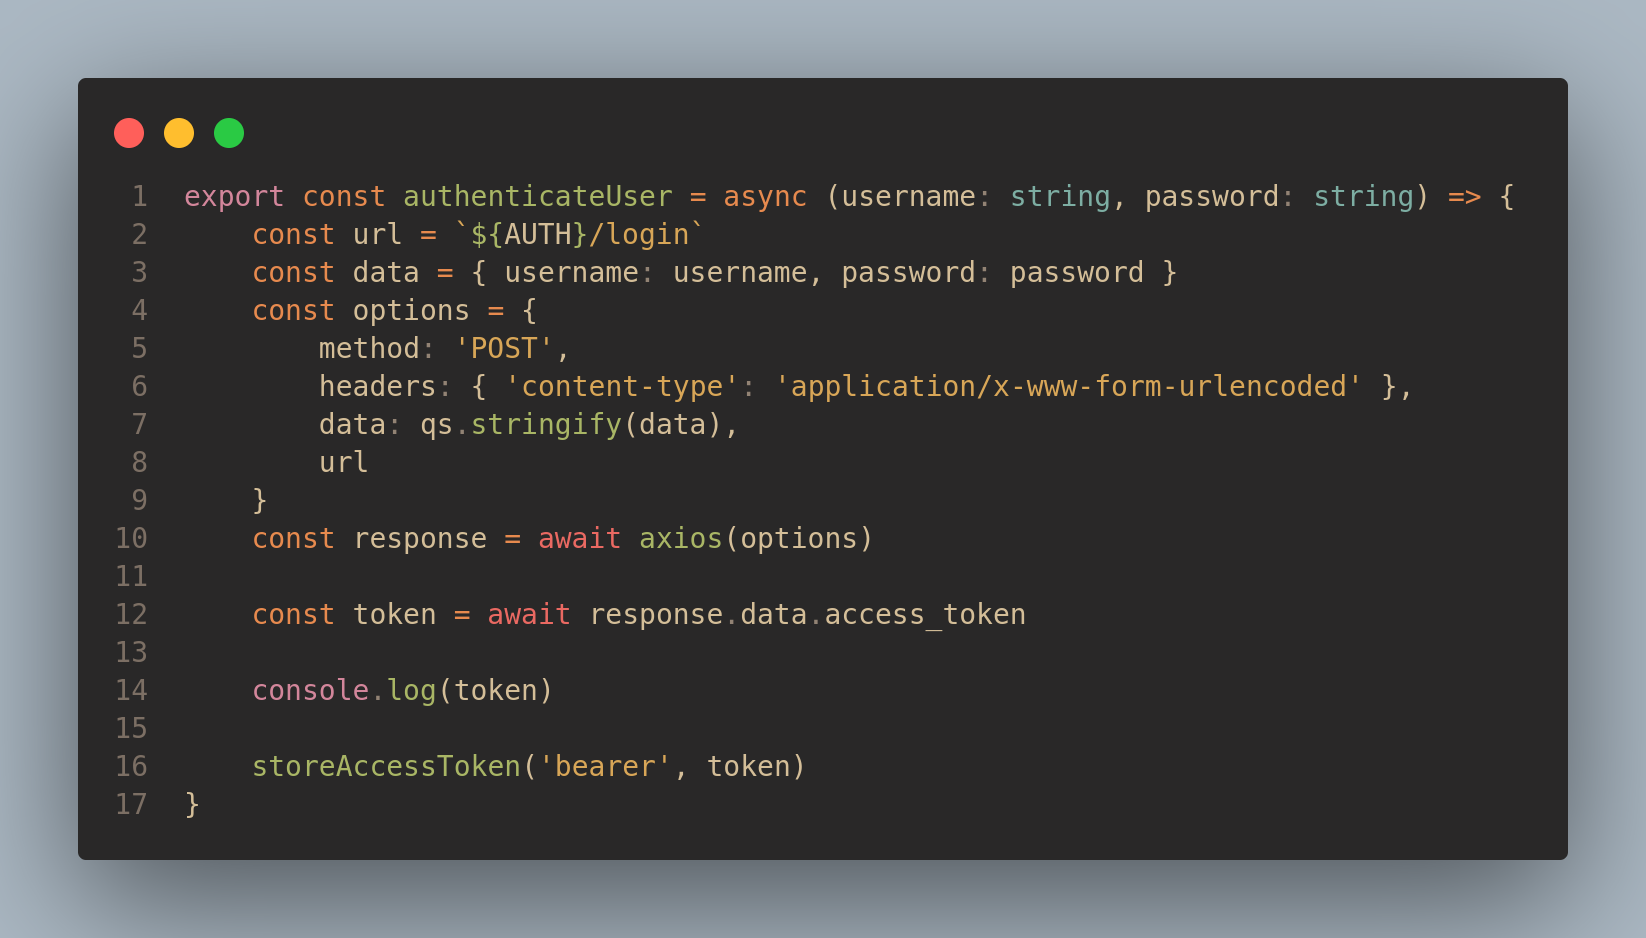 1 export const authenticateUser = async (username: string, password: string) => {
2     const url = `${AUTH}/login`
3     const data = { username: username, password: password }
4     const options = {
5         method: 'POST',
6         headers: { 'content-type': 'application/x-www-form-urlencoded' },
7         data: qs.stringify(data),
8         url
9     }
10     const response = await axios(options)
11
12     const token = await response.data.access_token
13
14     console.log(token)
15
16     storeAccessToken('bearer', token)
17 }